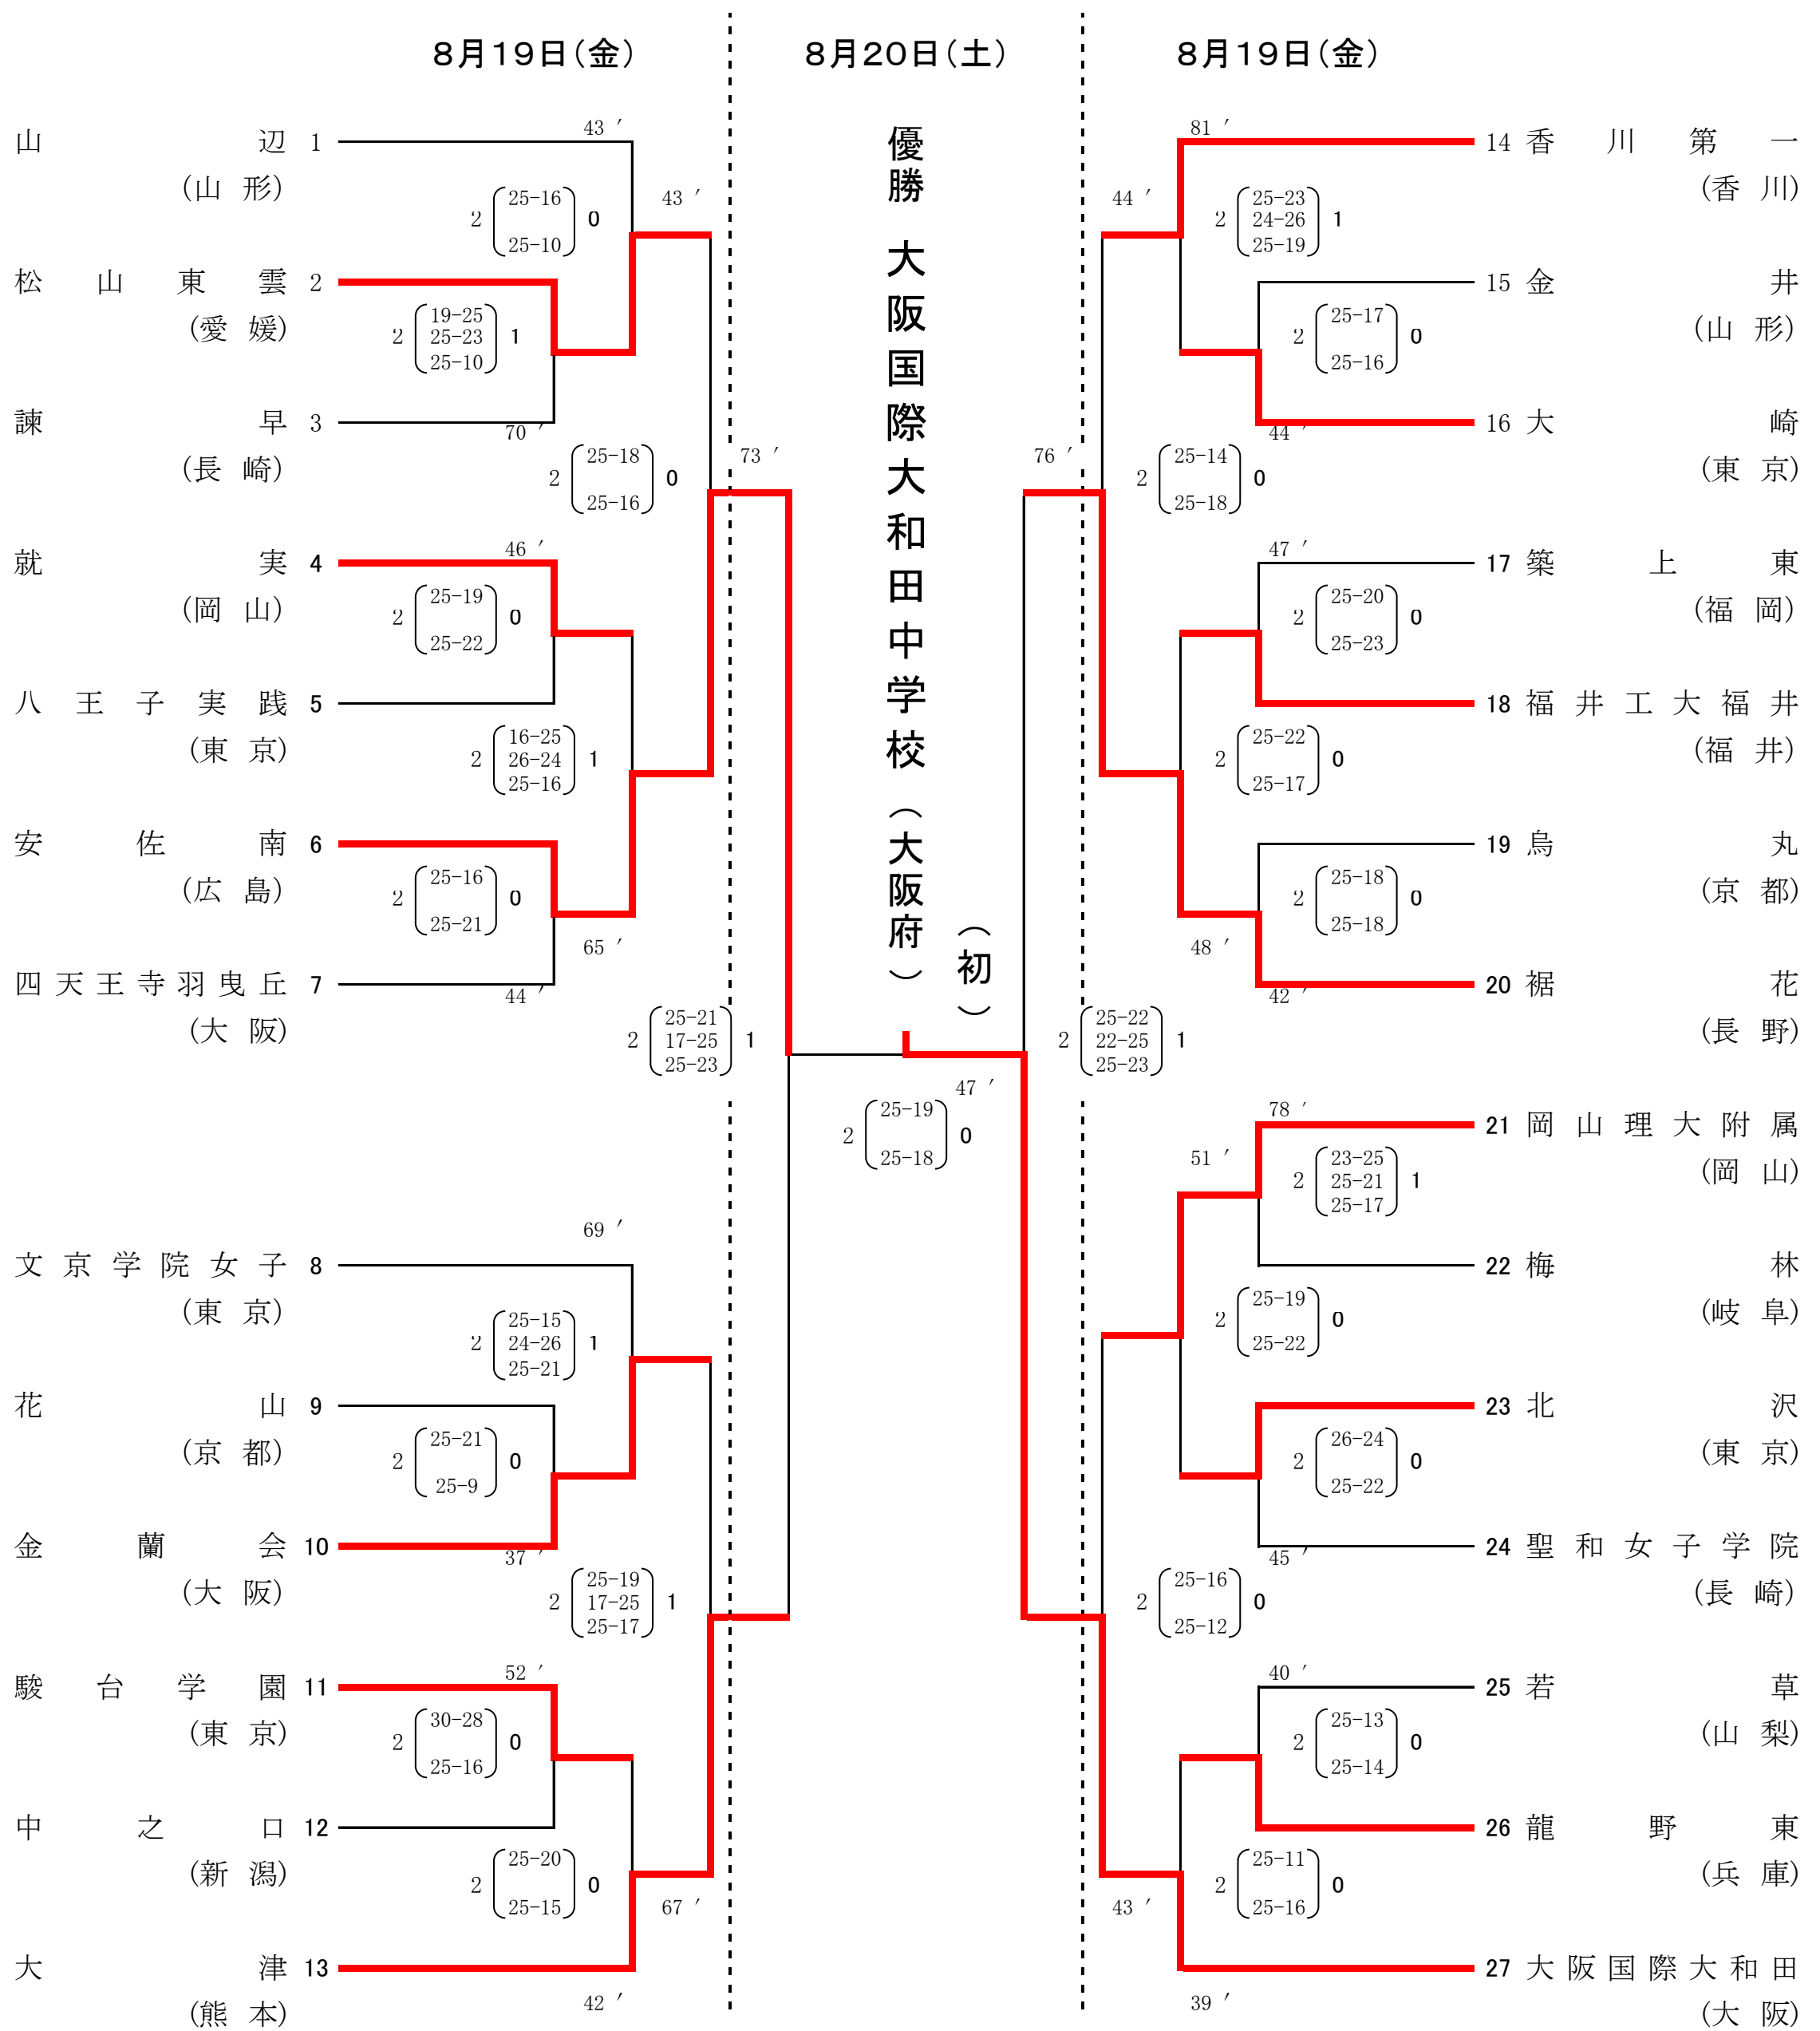 8月19日(金)
8月20日(土)
8月19日(金)
優勝 大阪国際大和田中学校(大阪府)
(初)
山辺 1
(山形)
松山東雲 2
(愛媛)
諫早 3
(長崎)
就実 4
(岡山)
八王子実践 5
(東京)
安佐南 6
(広島)
四天王寺羽曳丘 7
(大阪)
文京学院女子 8
(東京)
花山 9
(京都)
金蘭会 10
(大阪)
駿台学園 11
(東京)
中之口 12
(新潟)
大津 13
(熊本)
43 ′
2 25-16 0
25-10
43 ′
19-25
2 25-23 1
25-10
70 ′
2 25-18 0
25-16
73 ′
46 ′
2 25-19 0
25-22
16-25
2 26-24 1
25-16
2 25-16 0
25-21
65 ′
44 ′
25-21
2 17-25 1
25-23
69 ′
25-15
2 24-26 1
25-21
2 25-21 0
25-9
37 ′
25-19
2 17-25 1
25-17
52 ′
2 30-28 0
25-16
2 25-20 0
25-15
67 ′
42 ′
47 ′
2 25-19 0
25-18
14 香川第一
(香川)
15 金井
(山形)
16 大崎
(東京)
17 築上東
(福岡)
18 福井工大福井
(福井)
19 烏丸
(京都)
20 裾花
(長野)
21 岡山理大附属
(岡山)
22 梅林
(岐阜)
23 北沢
(東京)
24 聖和女子学院
(長崎)
25 若草
(山梨)
26 龍野東
(兵庫)
27 大阪国際大和田
(大阪)
81 ′
44 ′
25-23
2 24-26 1
25-19
2 25-17 0
25-16
44 ′
76 ′
2 25-14 0
25-18
47 ′
2 25-20 0
25-23
2 25-22 0
25-17
2 25-18 0
25-18
48 ′
42 ′
25-22
2 22-25 1
25-23
78 ′
51 ′
23-25
2 25-21 1
25-17
2 25-19 0
25-22
2 26-24 0
25-22
45 ′
2 25-16 0
25-12
40 ′
2 25-13 0
25-14
2 25-11 0
25-16
43 ′
39 ′